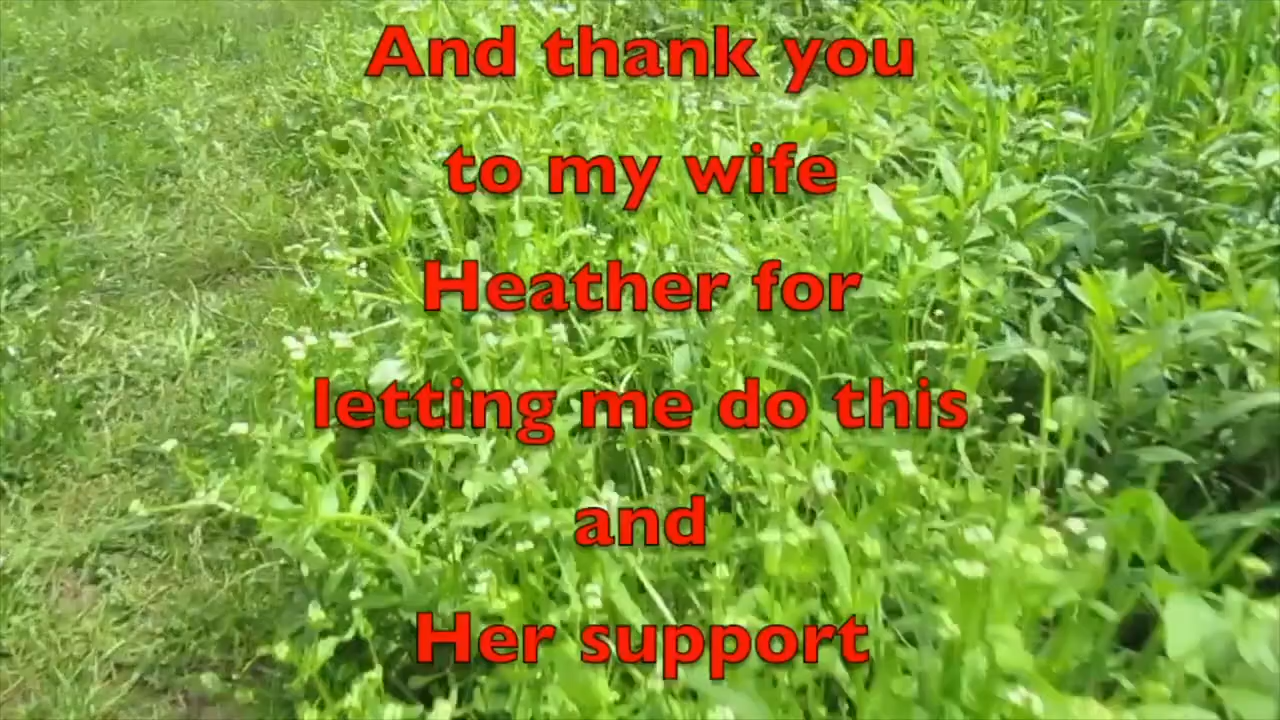 And thank you
to my wife
Heather for
letting me do this
and
Her support